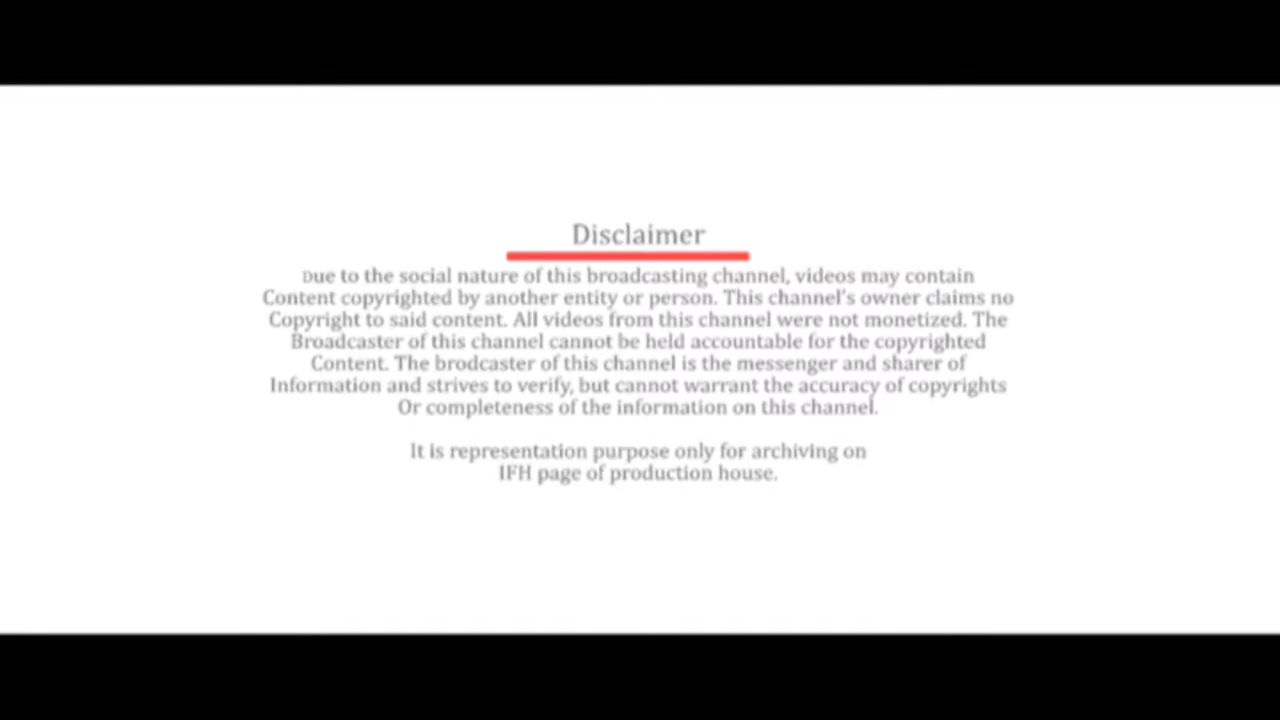 Disclaimer
Due to the social nature of this broadcasting channel, videos may contain
Content copyrighted by another entity or person. This channel's owner claims no
Copyright to said content. All videos from this channel were not monetized. The
Broadcaster of this channel cannot be held accountable for the copyrighted
Content. The brodcaster of this channel is the messenger and sharer of
Information and strives to verify, but cannot warrant the accuracy of copyrights
Or completeness of the information on this channel.
It is representation purpose only for archiving on
IFH page of production house.